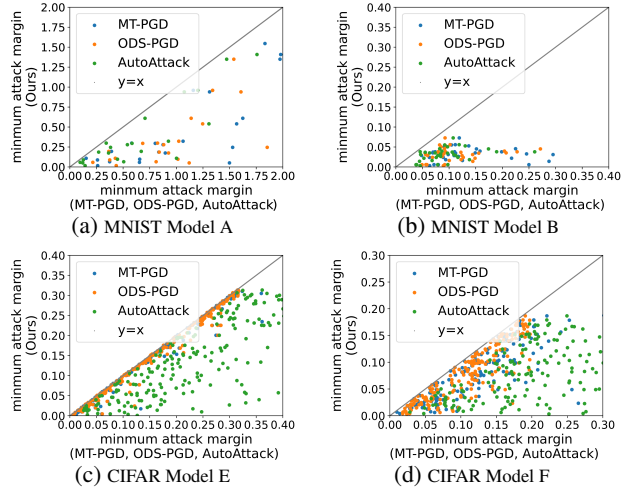 minmum attack margin
(Ours)
2.00
1.75
1.50
1.25
1.00
0.75
0.50
0.25
0.00
MT-PGD
ODS-PGD
AutoAttack
y=x
0.00 0.25 0.50 0.75 1.00 1.25 1.50 1.75 2.00
minmum attack margin
(MT-PGD, ODS-PGD, AutoAttack)
(a) MNIST Model A
minmum attack margin
(Ours)
0.40
0.35
0.30
0.25
0.20
0.15
0.10
0.05
0.00
MT-PGD
ODS-PGD
AutoAttack
y=x
0.00 0.05 0.10 0.15 0.20 0.25 0.30 0.35 0.40
minmum attack margin
(MT-PGD, ODS-PGD, AutoAttack)
(b) MNIST Model B
minmum attack margin
(Ours)
0.40
0.35
0.30
0.25
0.20
0.15
0.10
0.05
0.00
MT-PGD
ODS-PGD
AutoAttack
y=x
0.00 0.05 0.10 0.15 0.20 0.25 0.30 0.35 0.40
minmum attack margin
(MT-PGD, ODS-PGD, AutoAttack)
(c) CIFAR Model E
minmum attack margin
(Ours)
0.30
0.25
0.20
0.15
0.10
0.05
0.00
MT-PGD
ODS-PGD
AutoAttack
y=x
0.00 0.05 0.10 0.15 0.20 0.25 0.30
minmum attack margin
(MT-PGD, ODS-PGD, AutoAttack)
(d) CIFAR Model F